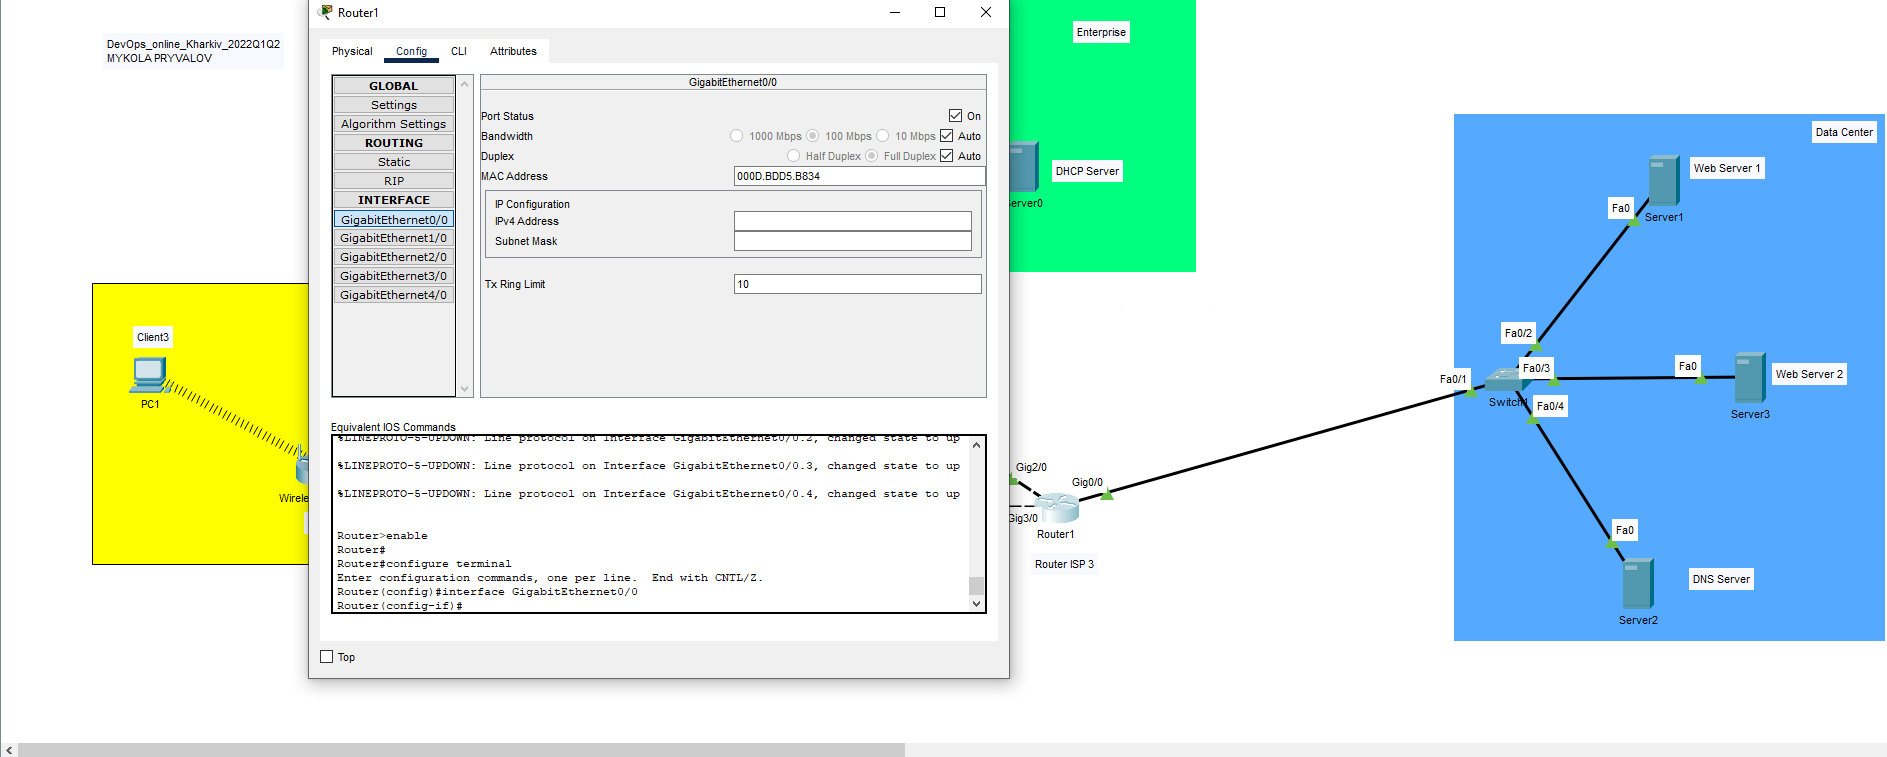 DevOps_online_Kharkiv_2022Q1Q2
MYKOLA PRYVALOV
Client3
PC1
Router1
Physical
Config
CLI
Attributes
GLOBAL
Settings
Algorithm Settings
ROUTING
Static
RIP
INTERFACE
GigabitEthernet0/0
GigabitEthernet1/0
GigabitEthernet2/0
GigabitEthernet3/0
GigabitEthernet4/0
GigabitEthernet0/0
Port Status On
Bandwidth 1000 Mbps 100 Mbps 10 Mbps Auto
Duplex Half Duplex Full Duplex Auto
MAC Address 000D.BDD5.B834
IP Configuration
IPv4 Address
Subnet Mask
Tx Ring Limit 10
Equivalent IOS Commands
%LINEPROTO-5-UPDOWN: Line protocol on Interface GigabitEthernet0/0.2, changed state to up
%LINEPROTO-5-UPDOWN: Line protocol on Interface GigabitEthernet0/0.3, changed state to up
%LINEPROTO-5-UPDOWN: Line protocol on Interface GigabitEthernet0/0.4, changed state to up
Router>enable
Router#
Router#configure terminal
Enter configuration commands, one per line. End with CNTL/Z.
Router(config)#interface GigabitEthernet0/0
Router(config-if)#
Top
Enterprise
DHCP Server
Gig2/0
Gig0/0
Gig3/0
Router1
Router ISP 3
Data Center
Web Server 1
Fa0
Server1
Fa0/2
Fa0/3
Fa0/1
Switch1
Fa0/4
Fa0
Web Server 2
Server3
Fa0
DNS Server
Server2